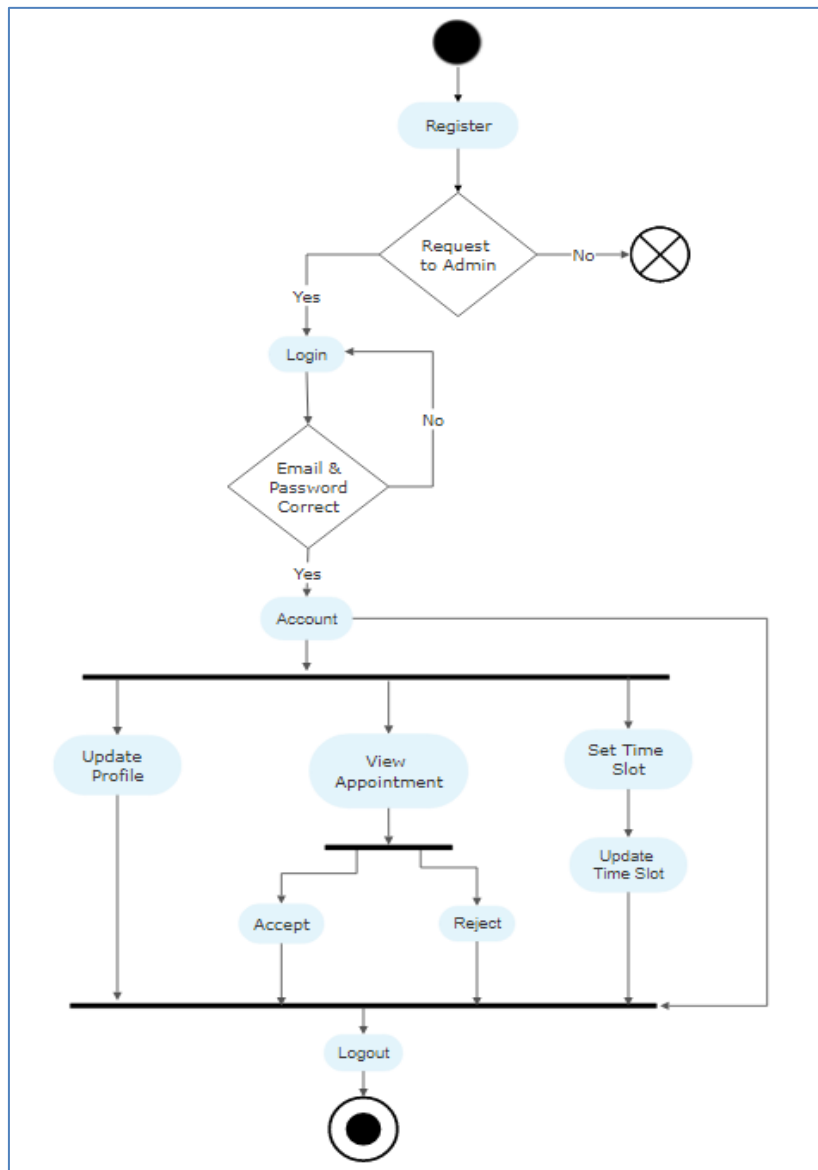 Register
Request
to Admin
No
Yes
Login
No
Email &
Password
Correct
Yes
Account
Update
Profile
View
Appointment
Set Time
Slot
Update
Time Slot
Accept
Reject
Logout